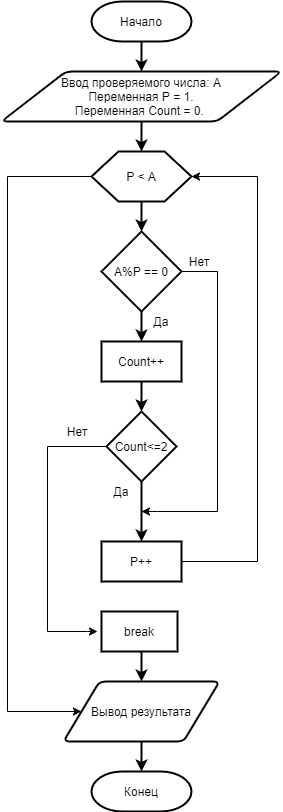 Начало
Ввод проверяемого числа: А
Переменная P = 1.
Переменная Count = 0.
P < A
A%P == 0
Нет
Да
Count++
Нет
Count<=2
Да
P++
break
Вывод результата
Конец